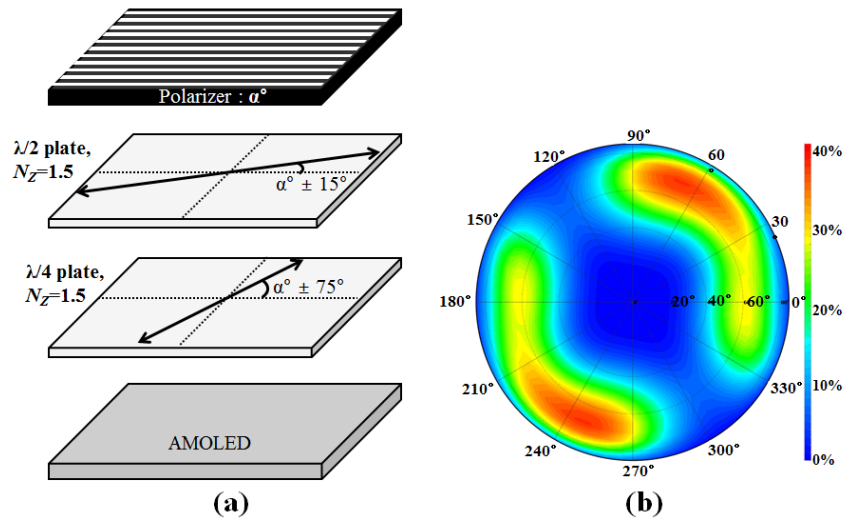 Polarizer : α°
λ/2 plate,
N_Z=1.5
α° ± 15°
λ/4 plate,
N_Z=1.5
α° ± 75°
AMOLED
(a)
90°
60°
30°
0°
330°
300°
270°
240°
210°
180°
150°
120°
20° 40° 60°
40%
30%
20%
10%
0%
(b)